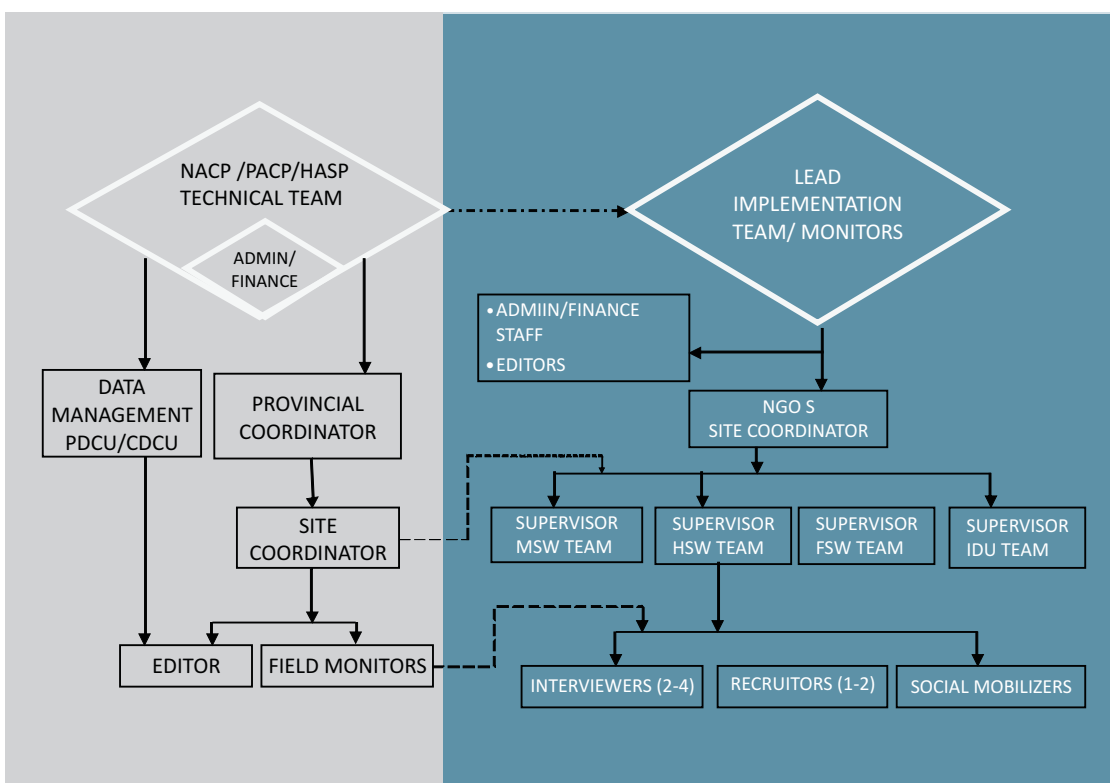 NACP /PACP/HASP
TECHNICAL TEAM
ADMIN/
FINANCE
DATA
MANAGEMENT
PDCU/CDCU
PROVINCIAL
COORDINATOR
SITE
COORDINATOR
EDITOR
FIELD MONITORS
LEAD
IMPLEMENTATION
TEAM/ MONITORS
• ADMIIN/FINANCE
STAFF
• EDITORS
NGO S
SITE COORDINATOR
SUPERVISOR
MSW TEAM
SUPERVISOR
HSW TEAM
SUPERVISOR
FSW TEAM
SUPERVISOR
IDU TEAM
INTERVIEWERS (2-4)
RECRUITORS (1-2)
SOCIAL MOBILIZERS